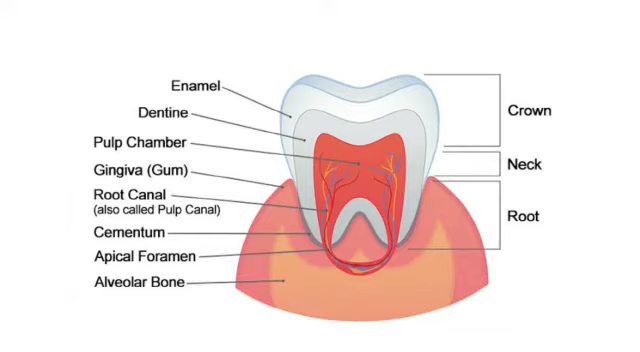 Enamel
Dentine
Pulp Chamber
Gingiva (Gum)
Root Canal
(also called Pulp Canal)
Cementum
Apical Foramen
Alveolar Bone
Crown
Neck
Root